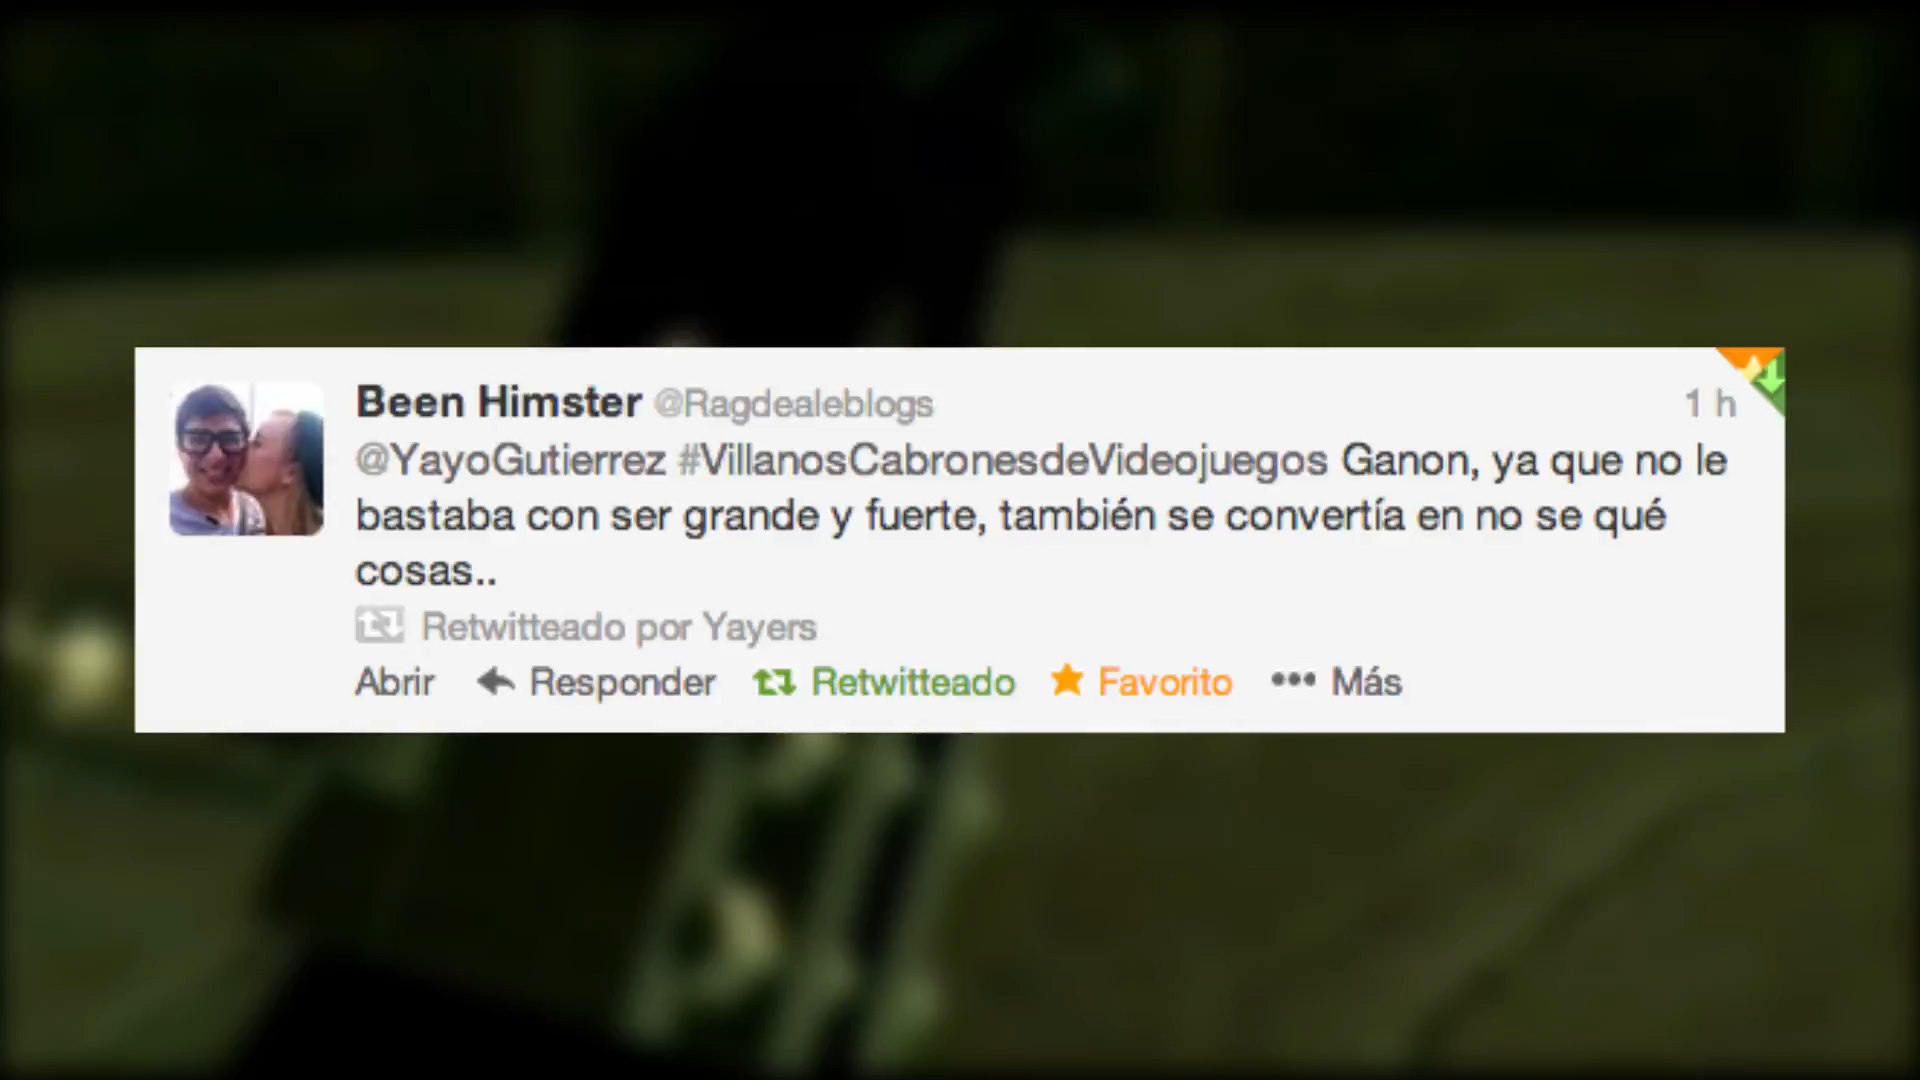 Been Himster @Ragdealeblogs 1 h
@YayoGutierrez #VillanosCabronesdeVideojuegos Ganon, ya que no le
bastaba con ser grande y fuerte, también se convertía en no se qué
cosas..
Retwitteado por Yayers
Abrir Responder Retwitteado Favorito Más